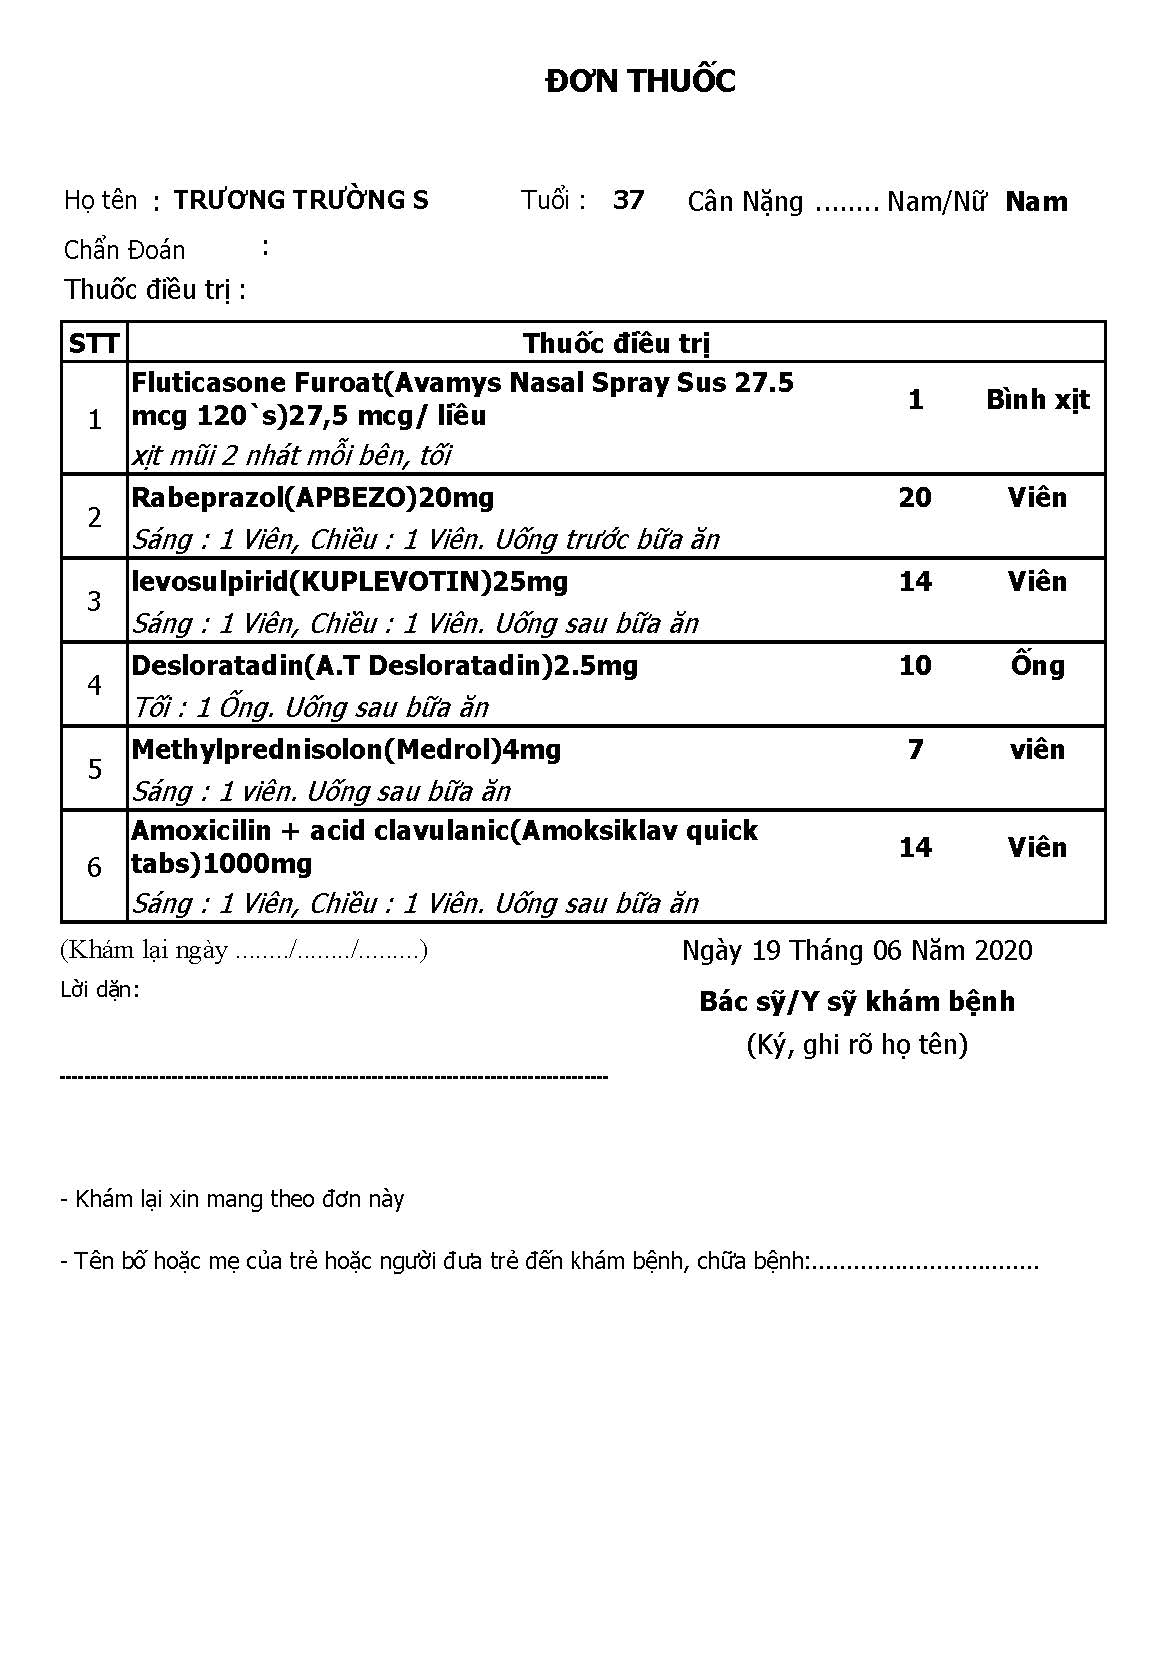 ĐƠN THUỐC
Họ tên : TRƯƠNG TRƯỜNG S Tuổi : 37 Cân Nặng ........ Nam/Nữ Nam
Chẩn Đoán :
Thuốc điều trị :
STT Thuốc điều trị
1 Fluticasone Furoat(Avamys Nasal Spray Sus 27.5
mcg 120`s)27,5 mcg/ liều 1 Bình xịt
xịt mũi 2 nhát mỗi bên, tối
2 Rabeprazol(APBEZO)20mg 20 Viên
Sáng : 1 Viên, Chiều : 1 Viên. Uống trước bữa ăn
3 levosulpirid(KUPLEVOTIN)25mg 14 Viên
Sáng : 1 Viên, Chiều : 1 Viên. Uống sau bữa ăn
4 Desloratadin(A.T Desloratadin)2.5mg 10 Ống
Tối : 1 Ống. Uống sau bữa ăn
5 Methylprednisolon(Medrol)4mg 7 viên
Sáng : 1 viên. Uống sau bữa ăn
6 Amoxicilin + acid clavulanic(Amoksiklav quick
tabs)1000mg 14 Viên
Sáng : 1 Viên, Chiều : 1 Viên. Uống sau bữa ăn
(Khám lại ngày ......../......../.........) Ngày 19 Tháng 06 Năm 2020
Lời dặn:
Bác sỹ/Y sỹ khám bệnh
(Ký, ghi rõ họ tên)
- Khám lại xin mang theo đơn này
- Tên bố hoặc mẹ của trẻ hoặc người đưa trẻ đến khám bệnh, chữa bệnh:.................................